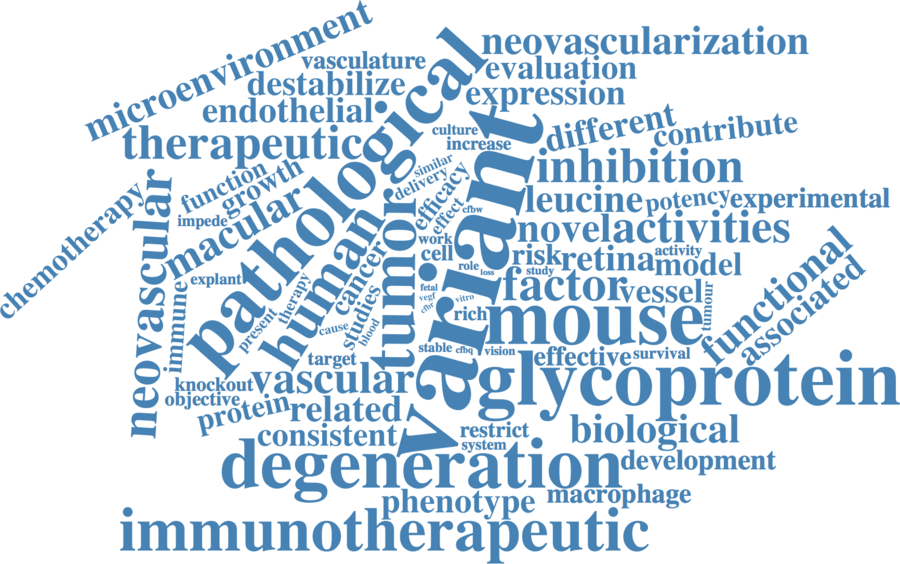 microenvironment
vasculature
neovascularization
destabilize
evaluation
endothelial
expression
therapeutic
pathological
culture
increase
different
contribute
function
growth
similar
delivery
inhibition
chemotherapy
neovascular
macular
impede
efficacy
effect
cfbw
leucine
potency
experimental
variant
human
tumor
work
cell
novel
activities
immune
explant
therapy
cancer
role
loss
risk
study
retina
activity
model
functional
associated
present
cause
studies
blood
fetal
vegf
cfbr
vitro
rich
factor
vessel
tumour
mouse
target
stable
cfbq
vision
effective
survival
knockout
vascular
glycoprotein
objective
protein
related
consistent
restrict
system
biological
degeneration
development
phenotype
macrophage
immunotherapeutic